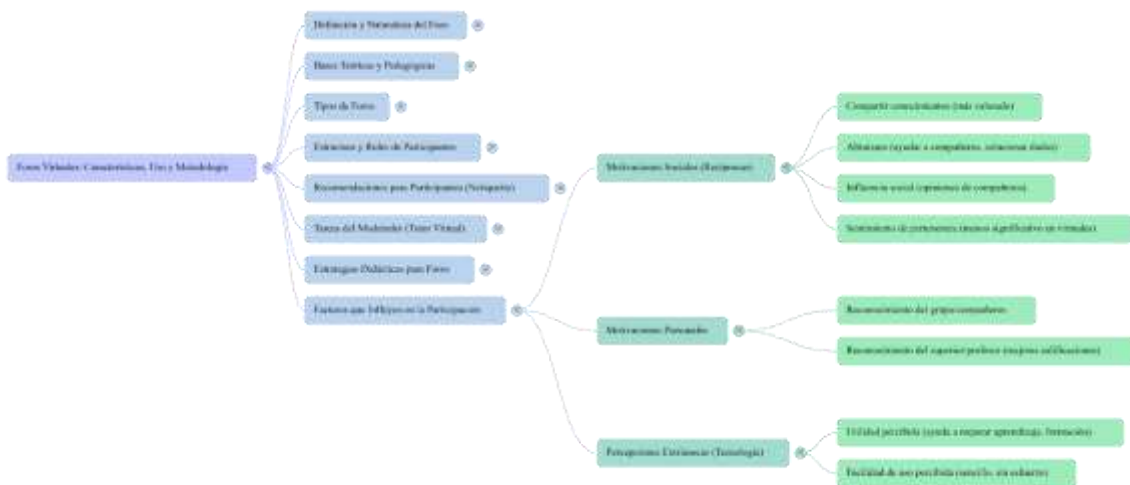 Foros Virtuales: Características, Uso y Metodología
Definición y Naturaleza del Foro
Bases Teóricas y Pedagógicas
Tipos de Foros
Estructura y Roles de Participantes
Recomendaciones para Participantes (Netiqueta)
Tareas del Moderador (Tutor Virtual)
Estrategias Didácticas para Foros
Factores que Influyen en la Participación
Motivaciones Sociales (Recíprocas)
Compartir conocimientos (más valorado)
Altruismo (ayudar a compañeros, solucionar dudas)
Influencia social (opiniones de compañeros)
Sentimiento de pertenencia (menos significativo en virtuales)
Motivaciones Personales
Reconocimiento del grupo/compañeros
Reconocimiento del superior/profesor (mejores calificaciones)
Percepciones Extrínsecas (Tecnología)
Utilidad percibida (ayuda a mejorar aprendizaje, formación)
Facilidad de uso percibida (sencillo, sin esfuerzo)